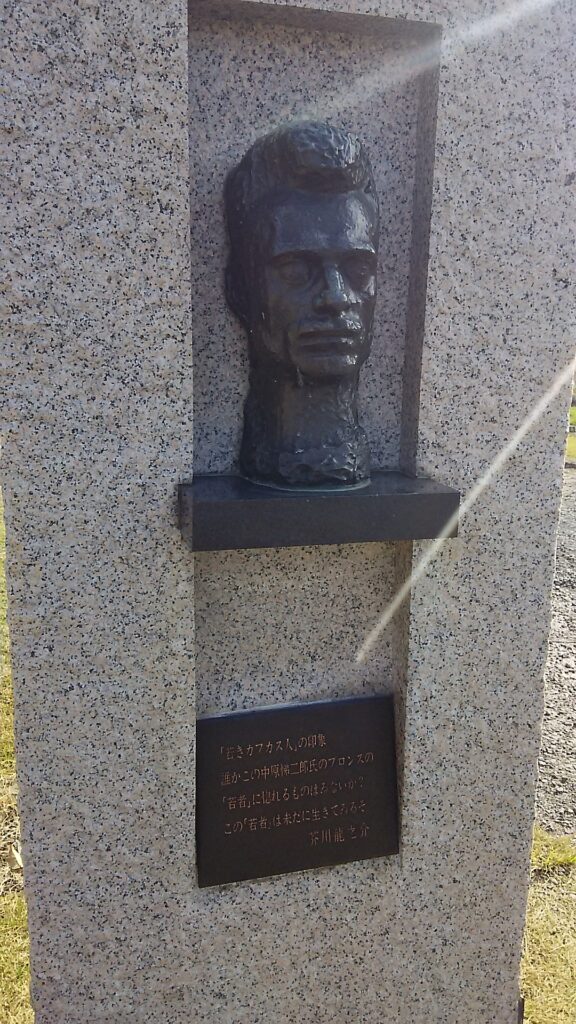 「若きカフカス人」の印象
誰かこの中原悌二郎氏のブロンズの
「若者」に惚れるものはゐないか？
この「若者」は未だに生きてゐるぞ
芥川龍之介